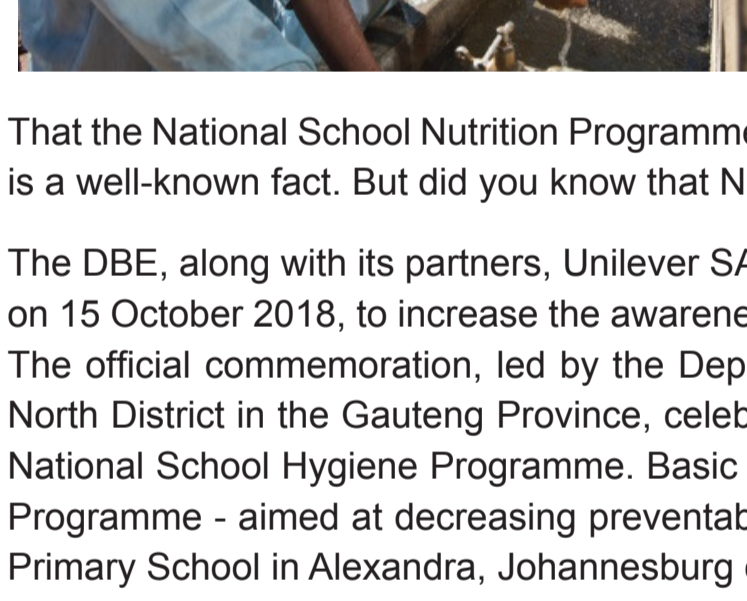 That the National School Nutrition Programme
is a well-known fact. But did you know that N
The DBE, along with its partners, Unilever SA
on 15 October 2018, to increase the awarene
The official commemoration, led by the Dep
North District in the Gauteng Province, celeb
National School Hygiene Programme. Basic
Programme - aimed at decreasing preventab
Primary School in Alexandra, Johannesburg